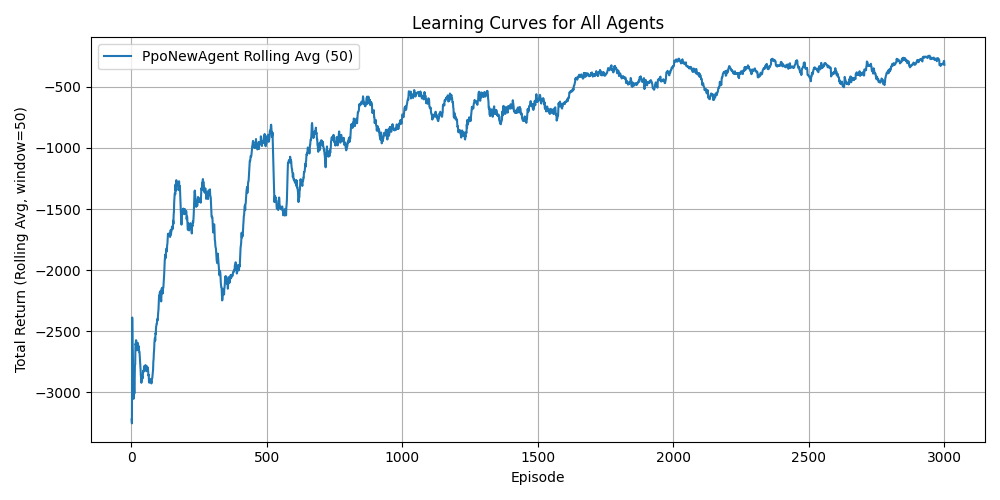 Learning Curves for All Agents
PpoNewAgent Rolling Avg (50)
Total Return (Rolling Avg, window=50)
−500
−1000
−1500
−2000
−2500
−3000
0 500 1000 1500 2000 2500 3000
Episode